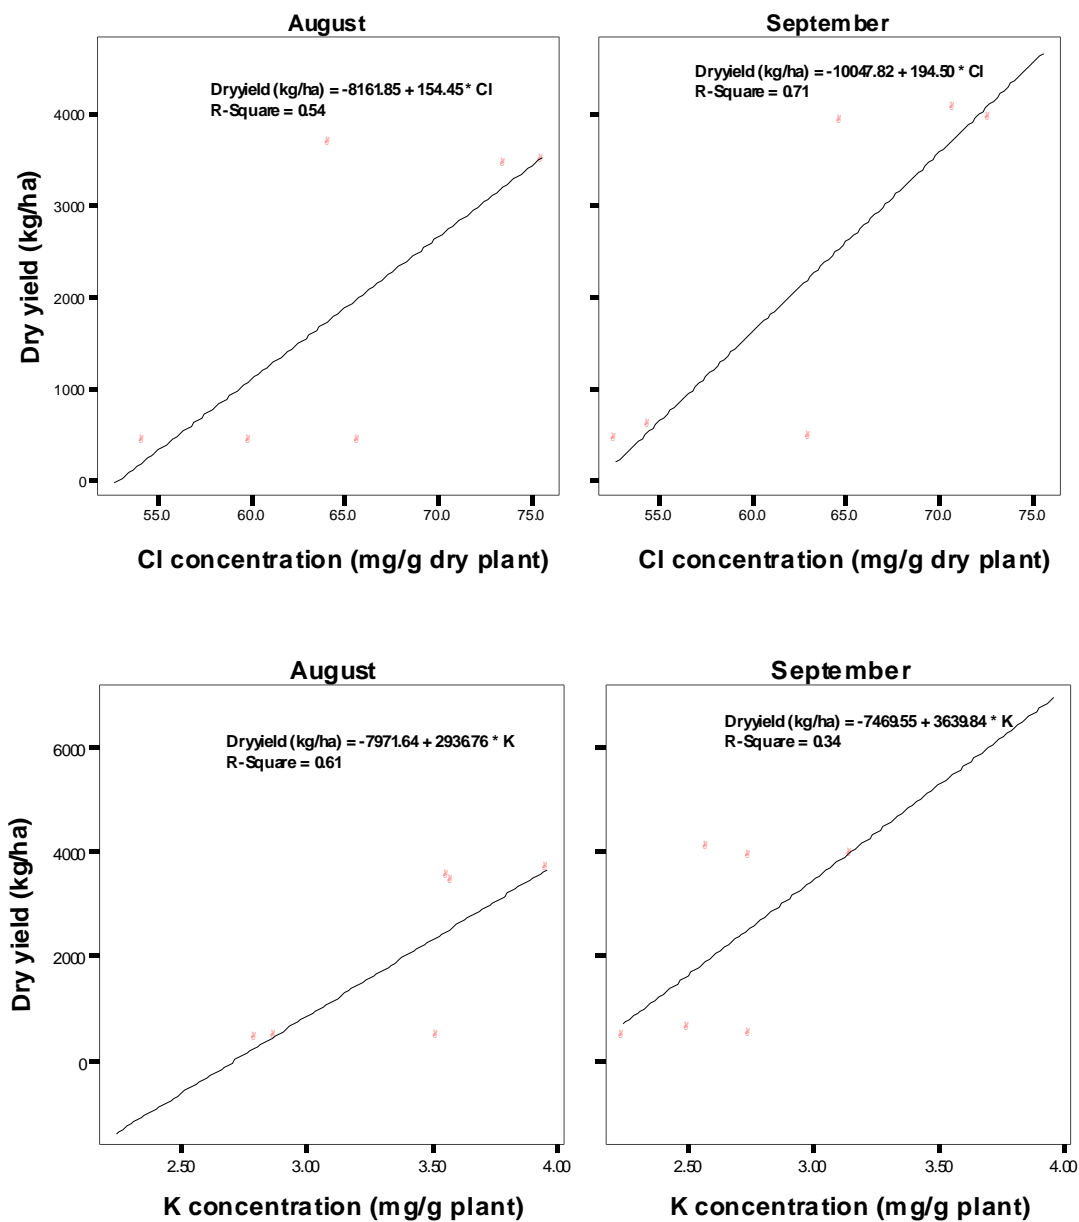 August
September
Dryyield (kg/ha) = -8161.85 + 154.45 * Cl
R-Square = 0.54
Dryyield (kg/ha) = -10047.82 + 194.50 * Cl
R-Square = 0.71
Dry yield (kg/ha)
4000
3000
2000
1000
0
55.0 60.0 65.0 70.0 75.0
55.0 60.0 65.0 70.0 75.0
Cl concentration (mg/g dry plant)
Cl concentration (mg/g dry plant)
August
September
Dryyield (kg/ha) = -7971.64 + 2936.76 * K
R-Square = 0.61
Dryyield (kg/ha) = -7469.55 + 3639.84 * K
R-Square = 0.34
Dry yield (kg/ha)
6000
4000
2000
0
2.50 3.00 3.50 4.00
2.50 3.00 3.50 4.00
K concentration (mg/g plant)
K concentration (mg/g plant)